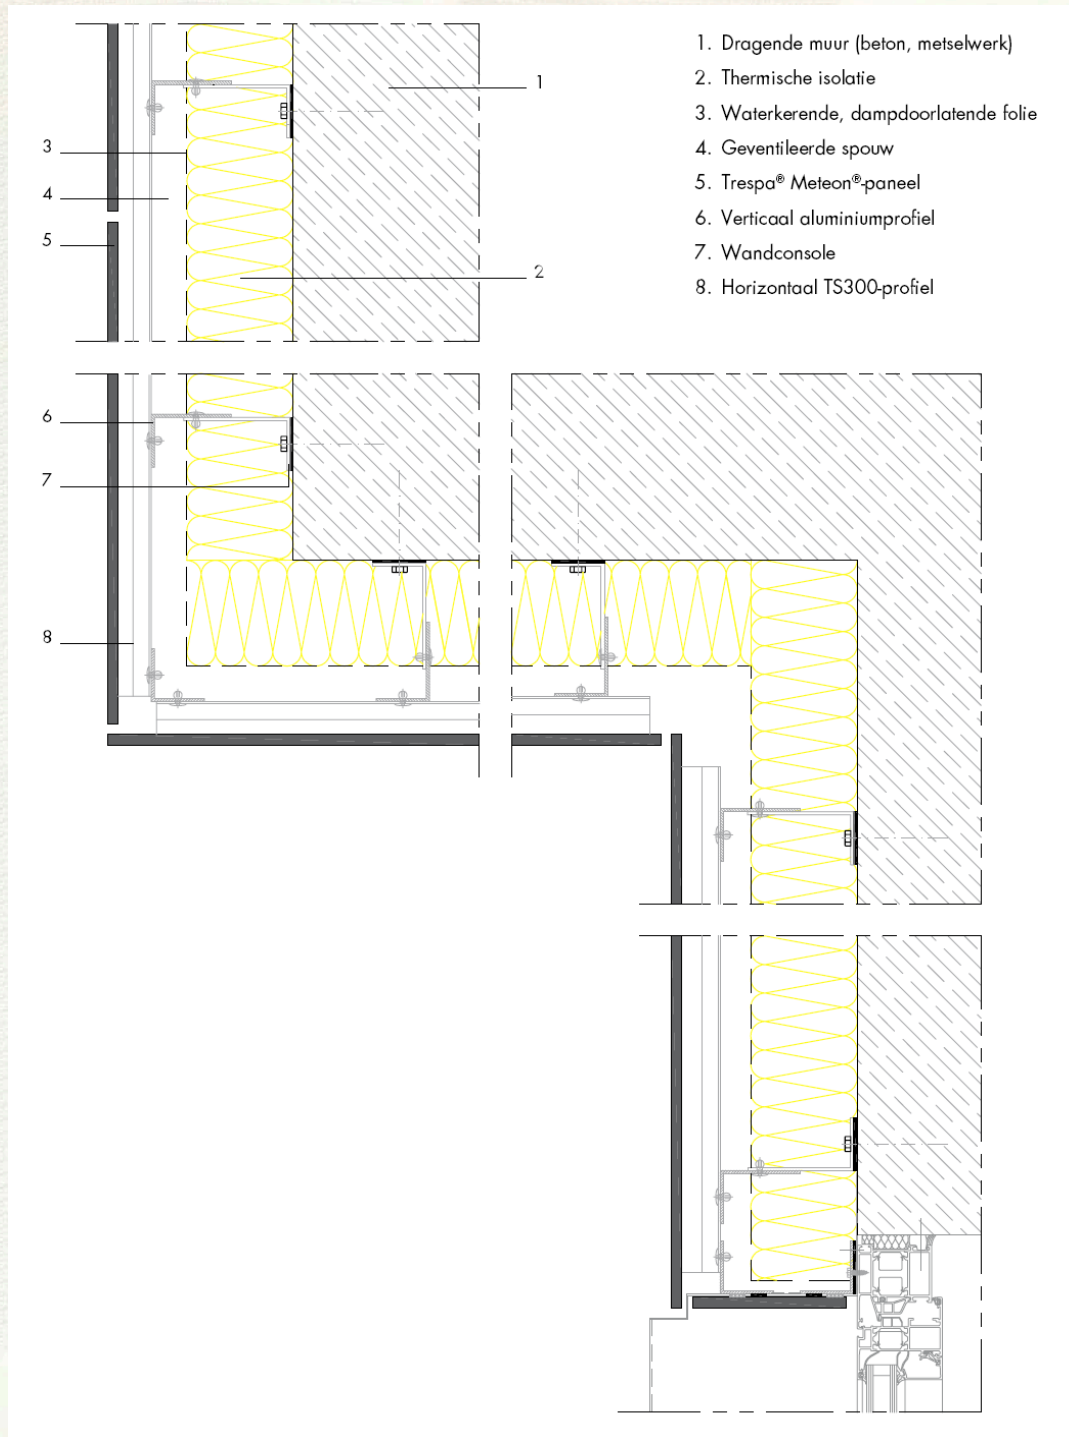 1. Dragende muur (beton, metselwerk)
2. Thermische isolatie
3. Waterkerende, dampdoorlatende folie
4. Geventileerde spouw
5. Trespa® Meteon®-paneel
6. Verticaal aluminiumprofiel
7. Wandconsole
8. Horizontaal TS300-profiel
1
3
4
5
2
6
7
8